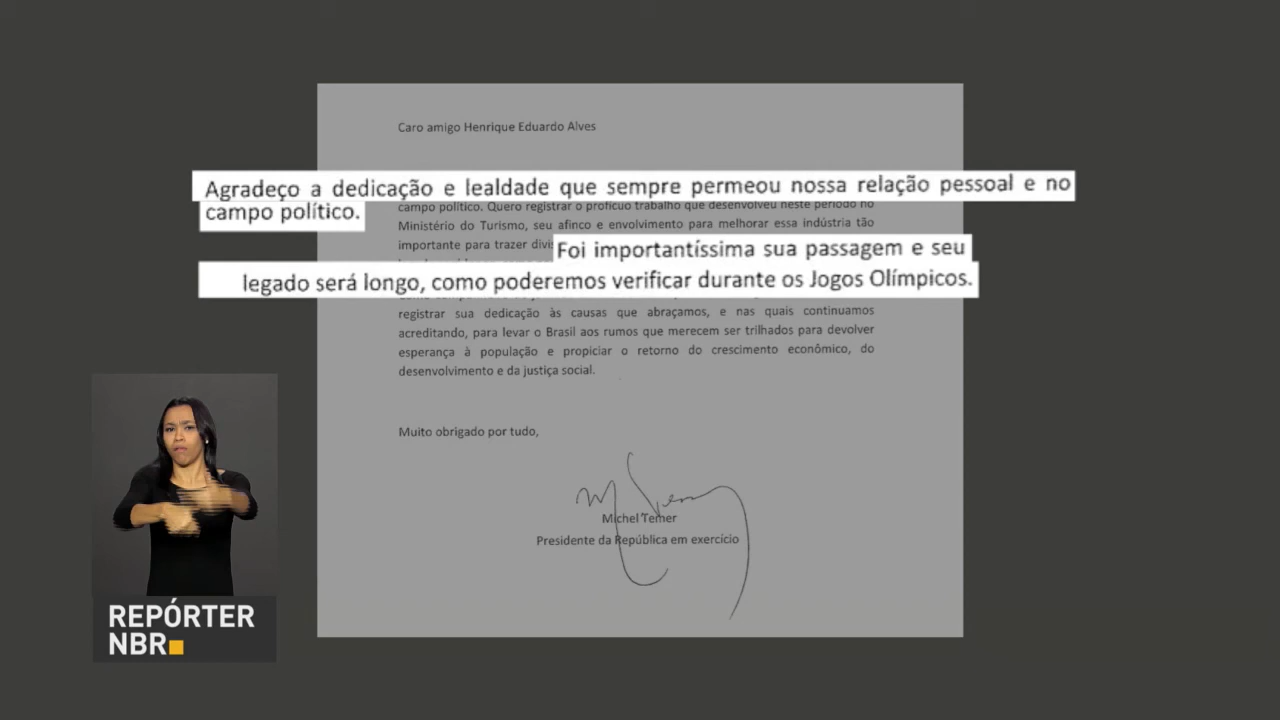 Caro amigo Henrique Eduardo Alves
Agradeço a dedicação e lealdade que sempre permeou nossa relação pessoal e no
campo político.
campo político. Quero registrar o profícuo trabalho que desenvolveu neste período no
Ministério do Turismo, seu afinco e envolvimento para melhorar essa indústria tão
importante para trazer
Foi importantíssima sua passagem e seu
legado será longo, como poderemos verificar durante os Jogos Olímpicos.
registrar sua dedicação às causas que abraçamos, e nas quais continuamos
acreditando, para levar o Brasil aos rumos que merecem ser trilhados para devolver
esperança à população e propiciar o retorno do crescimento econômico, do
desenvolvimento e da justiça social.
Muito obrigado por tudo,
Michel Temer
Presidente da República em exercício
REPÓRTER
NBR